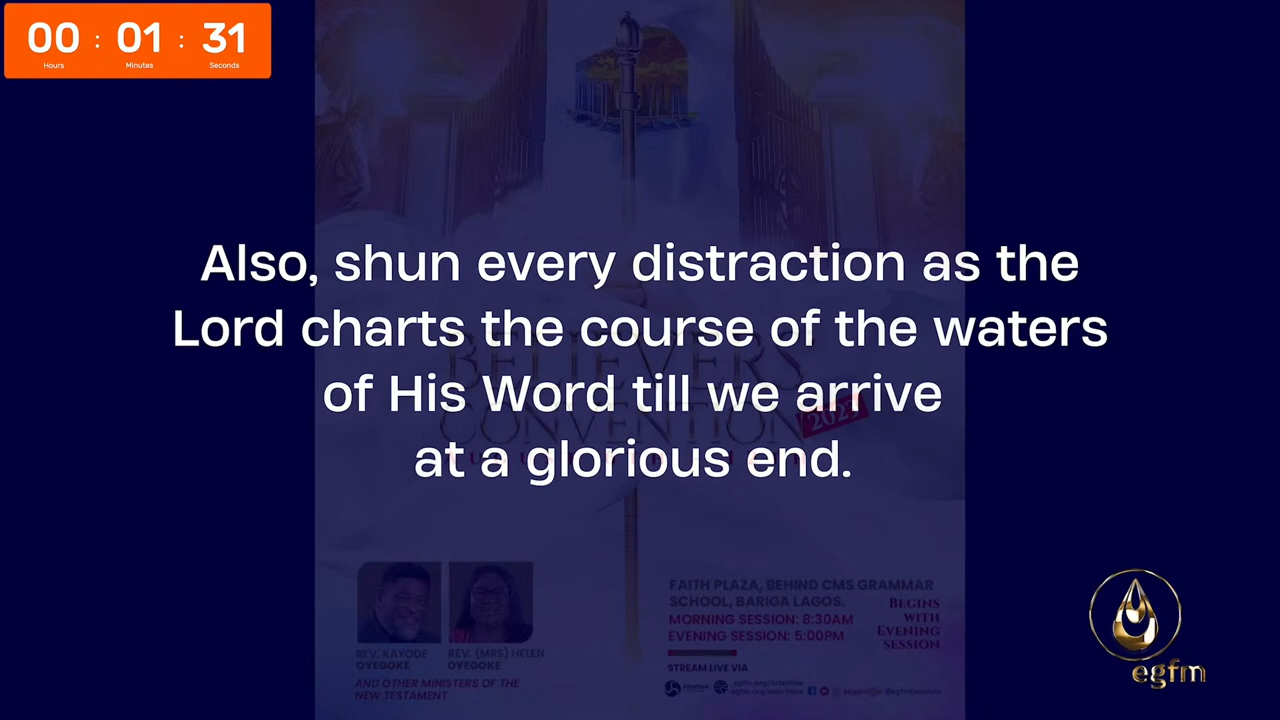 00 : 01 : 31
Hours Minutes Seconds
Also, shun every distraction as the
Lord charts the course of the waters
of His Word till we arrive
at a glorious end.
BELIEVERS'
CONVENTION
2022
REV. KAYODE
OYEGOKE
REV. (MRS) HELEN
OYEGOKE
AND OTHER MINISTERS OF THE
NEW TESTAMENT
FAITH PLAZA, BEHIND CMS GRAMMAR
SCHOOL, BARIGA LAGOS.
MORNING SESSION: 8:30AM
EVENING SESSION: 5:00PM
BEGINS
WITH
EVENING
SESSION
STREAM LIVE VIA
egfm